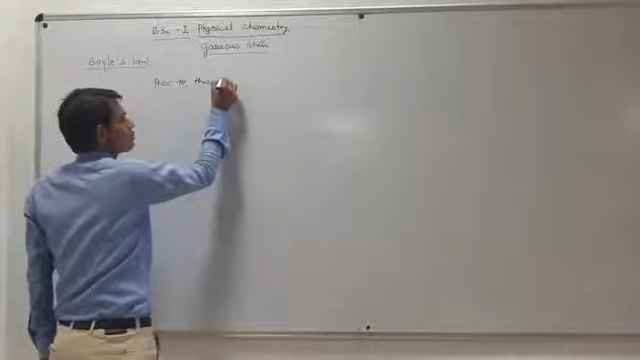 BSc - I Physical chemistry
gaseous state
Boyle's law
Acc to